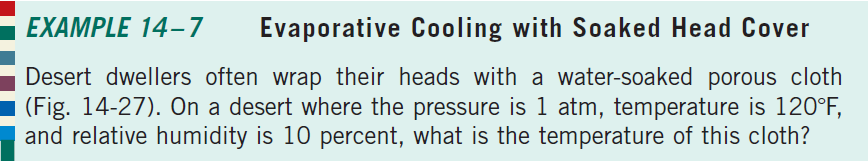 EXAMPLE 14–7 Evaporative Cooling with Soaked Head Cover
Desert dwellers often wrap their heads with a water-soaked porous cloth
(Fig. 14-27). On a desert where the pressure is 1 atm, temperature is 120°F,
and relative humidity is 10 percent, what is the temperature of this cloth?